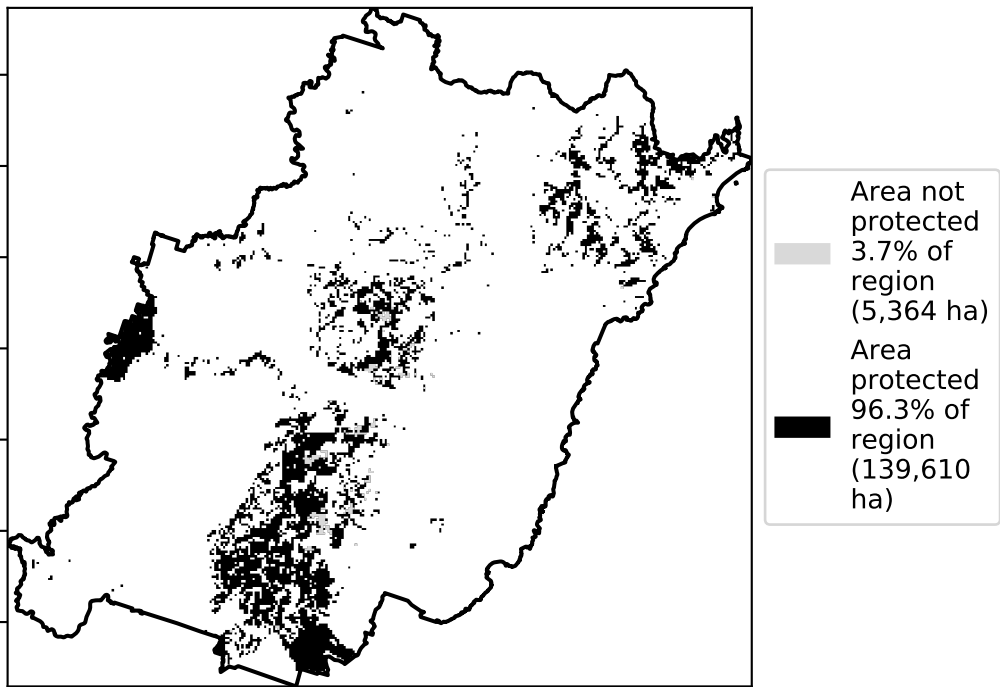 Area not
protected
3.7% of
region
(5,364 ha)
Area
protected
96.3% of
region
(139,610
ha)